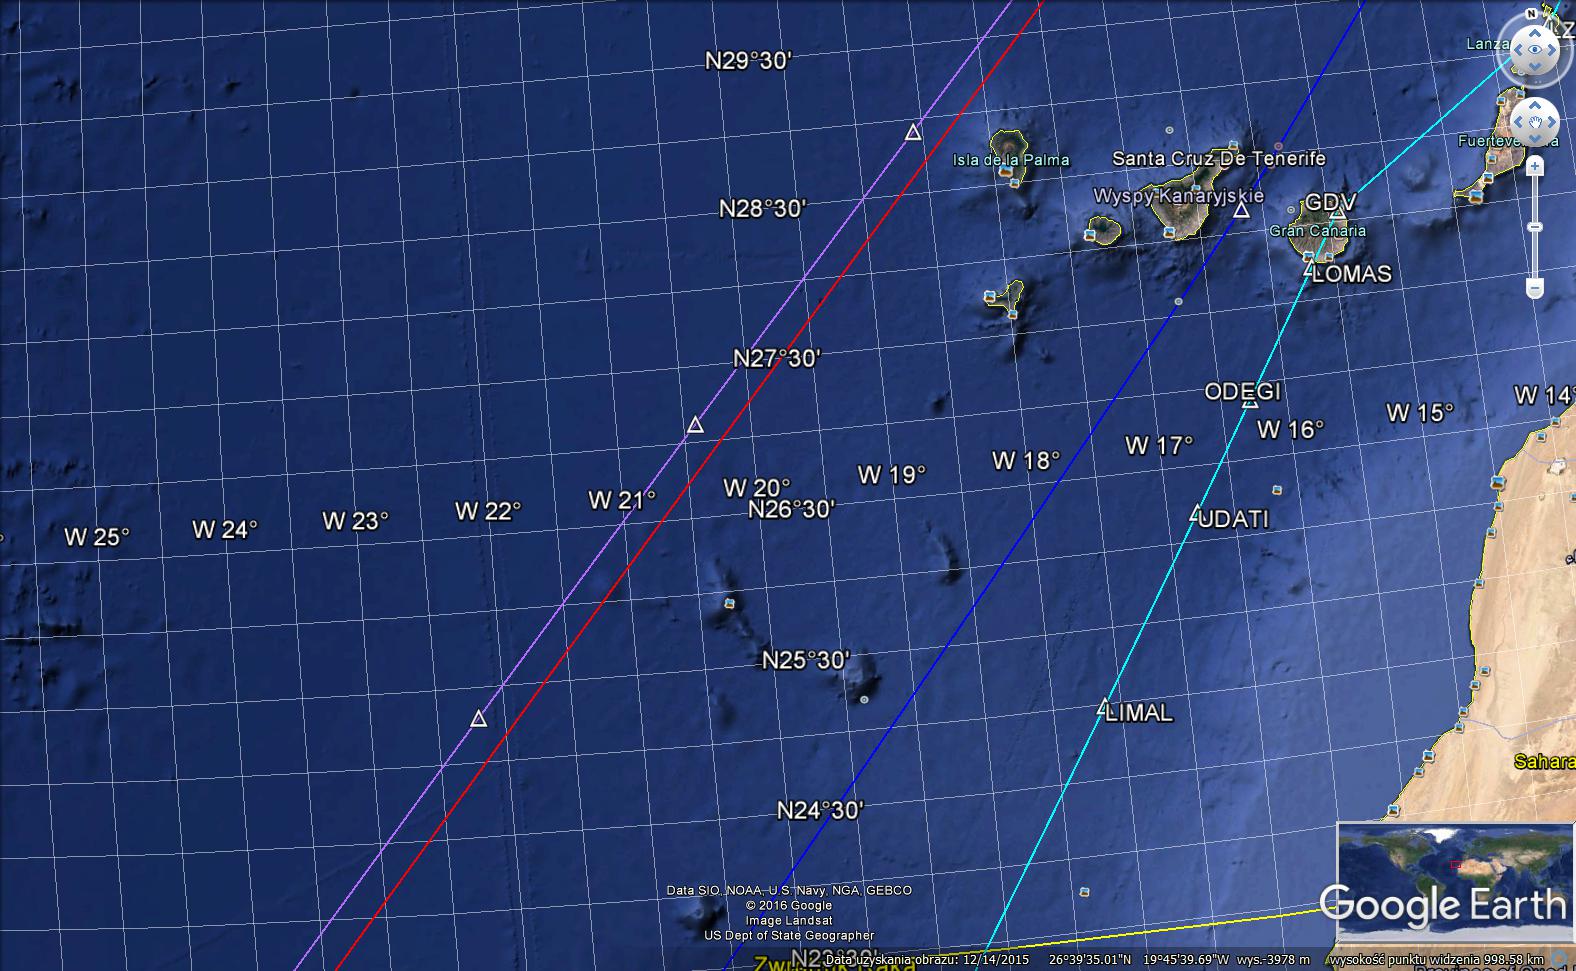 Lanza
N29°30'
Fuerteve
Isla de la Palma
Santa Cruz De Tenerife
Wyspy Kanaryjskie
GDV
N28°30'
Gran Canaria
LOMAS
N27°30'
ODEGI
W 14°
W 15°
W 16°
W 17°
W 18°
W 19°
W 20°
W 21°
W 22°
W 23°
W 24°
W 25°
N26°30'
UDATI
N25°30'
LIMAL
Sahara
N24°30'
Data SIO, NOAA, U.S. Navy, NGA, GEBCO
© 2016 Google
Image Landsat
US Dept of State Geographer
Google Earth
Data uzyskania obrazu: 12/14/2015 26°39'35.01"N 19°45'39.69"W wys.-3978 m wysokość punktu widzenia 998.58 km